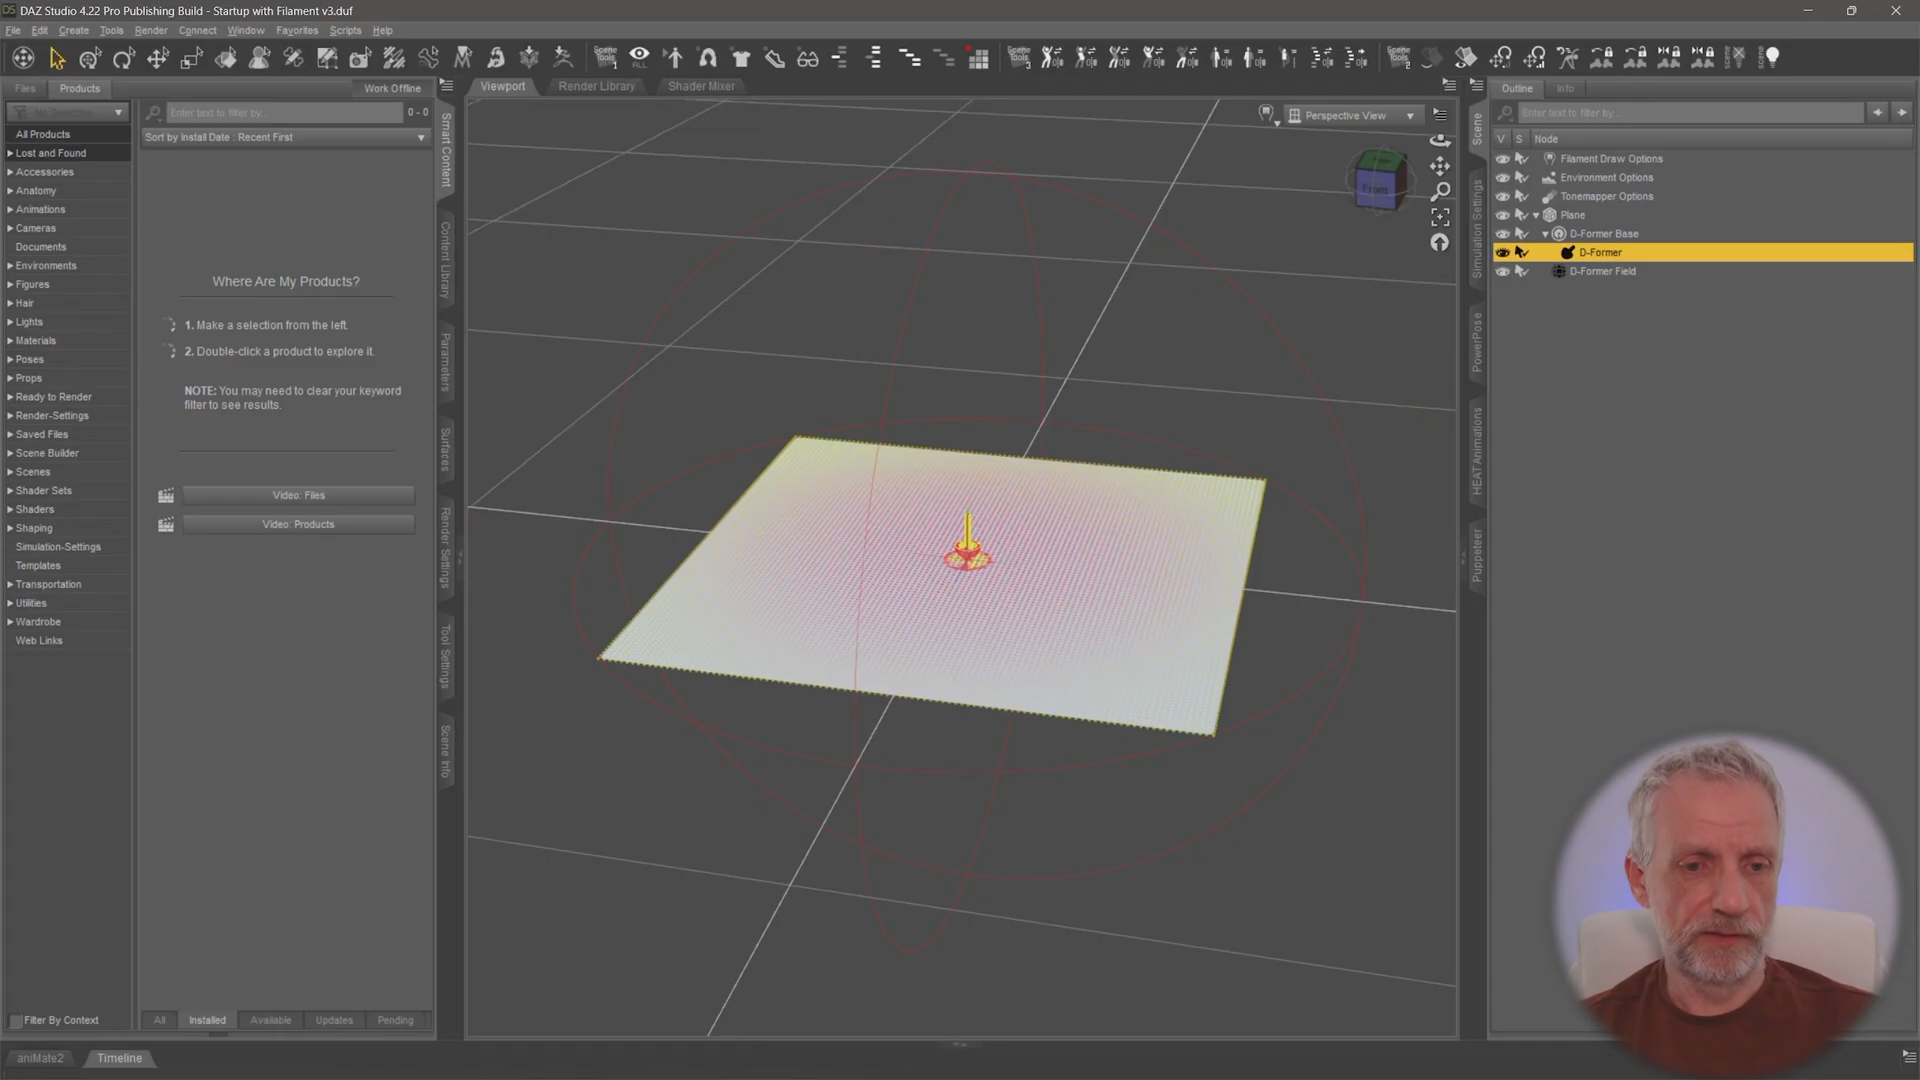 DAZ Studio 4.22 Pro Publishing Build - Startup with Filament v3.duf
File Edit Create Tools Render Connect Window Favorites Scripts Help
Files Products Work Offline
Enter text to filter by... 0 - 0
Sort by Install Date : Recent First
All Products
Lost and Found
Accessories
Anatomy
Animations
Cameras
Documents
Environments
Figures
Hair
Lights
Materials
Poses
Props
Ready to Render
Render-Settings
Saved Files
Scene Builder
Scenes
Shader Sets
Shaders
Shaping
Simulation-Settings
Templates
Transportation
Utilities
Wardrobe
Web Links
Filter By Context
Where Are My Products?
1. Make a selection from the left.
2. Double-click a product to explore it.
NOTE: You may need to clear your keyword
filter to see results.
Video: Files
Video: Products
All Installed Available Updates Pending
Smart Content
Content Library
Parameters
Surfaces
Render Settings
Tool Settings
Scene Info
Viewport Render Library Shader Mixer
Perspective View
Front
Scene
Simulation Settings
PowerPose
HEAT Animations
Puppeteer
Outline Info
Enter text to filter by...
V S Node
Filament Draw Options
Environment Options
Tonemapper Options
Plane
D-Former Base
D-Former
D-Former Field
aniMate2 Timeline